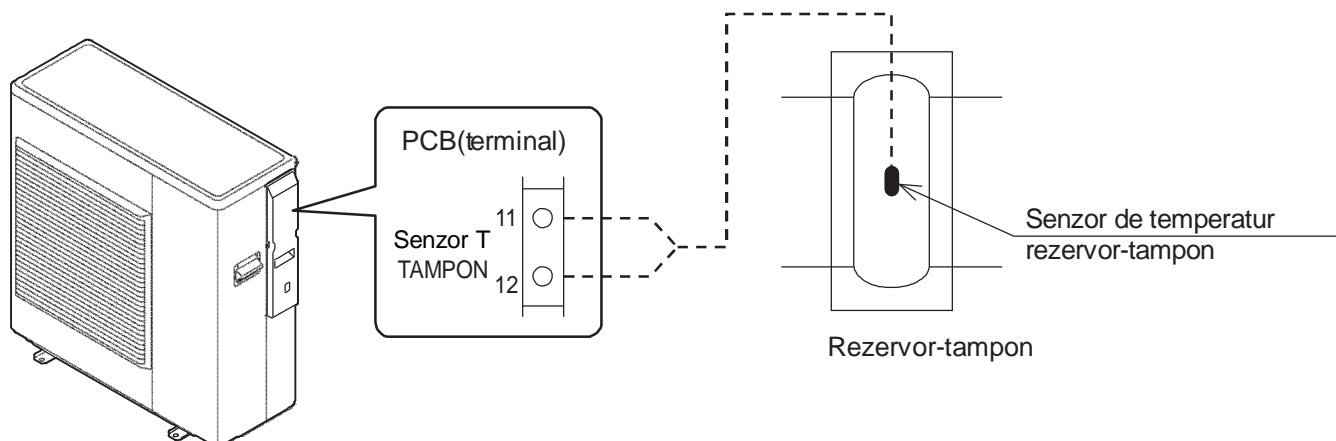 PCB(terminal)
11
Senzor T
TAMPON
12
Senzor de temperatur
rezervor-tampon
Rezervor-tampon